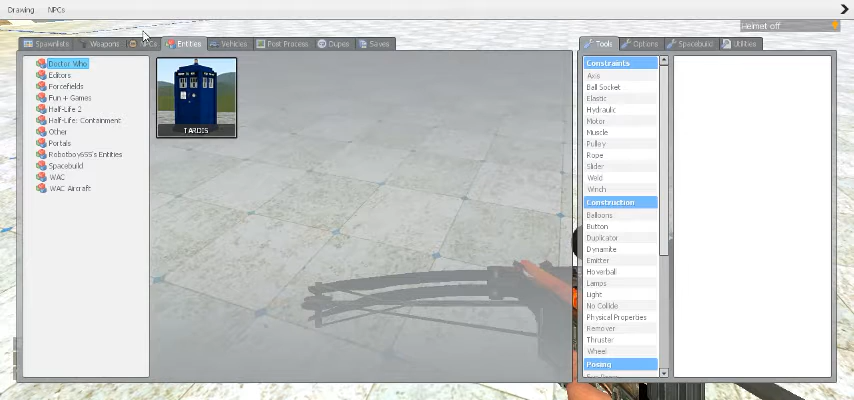 Drawing NPCs
Helmet off
Spawnlists Weapons NPCs Entities Vehicles Post Process Dupes Saves
Tools Options Spacebuild Utilities
Doctor Who
Editors
Forcefields
Fun + Games
Half-Life 2
Half-Life: Containment
Other
Portals
Robotboy655's Entities
Spacebuild
WAC
WAC Aircraft
TARDIS
Constraints
Axis
Ball Socket
Elastic
Hydraulic
Motor
Muscle
Pulley
Rope
Slider
Weld
Winch
Construction
Balloons
Button
Duplicator
Dynamite
Emitter
Hoverball
Lamps
Light
No Collide
Physical Properties
Remover
Thruster
Wheel
Posing